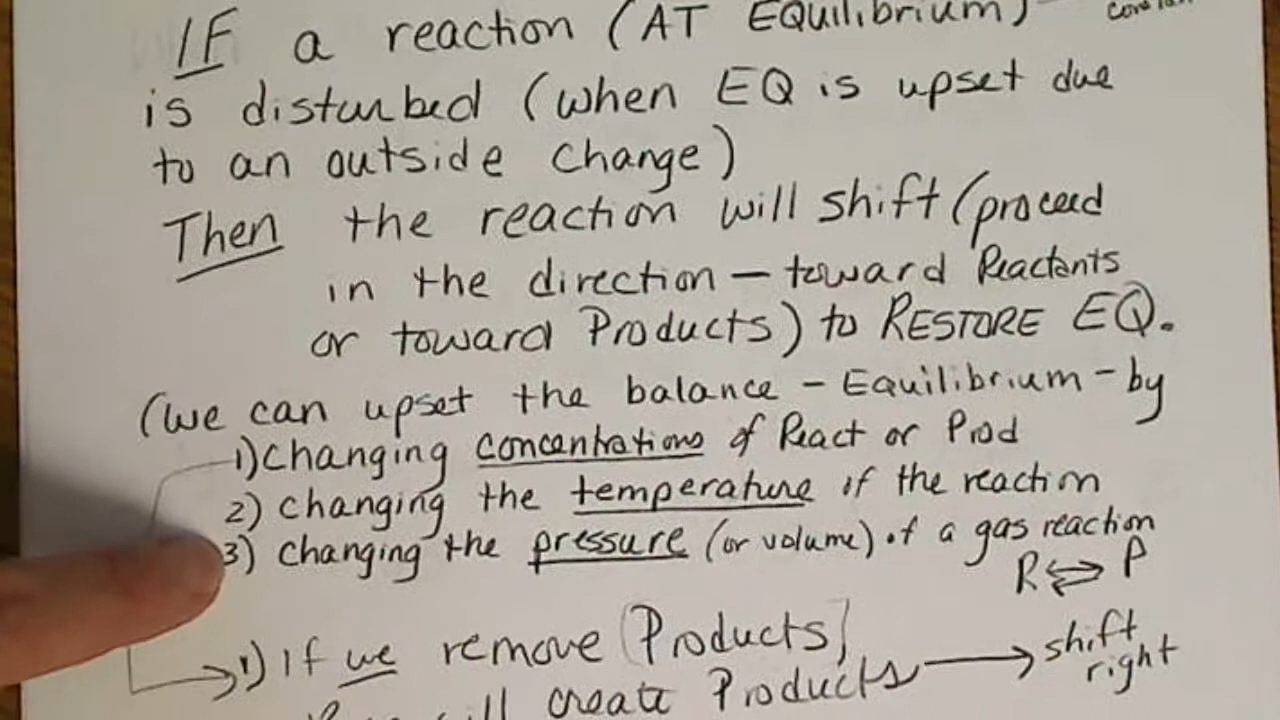 IF a reaction (AT EQuilibrium)
is disturbed (when EQ is upset due
to an outside change)
Then the reaction will shift (proceed
in the direction – toward Reactants
or toward Products) to RESTORE EQ.
(we can upset the balance – Equilibrium – by
1) changing concentrations of React or Prod
2) changing the temperature of the reaction
3) changing the pressure (or volume) of a gas reaction
R ⇌ P
1) If we remove [Products]
will create Products → shift right